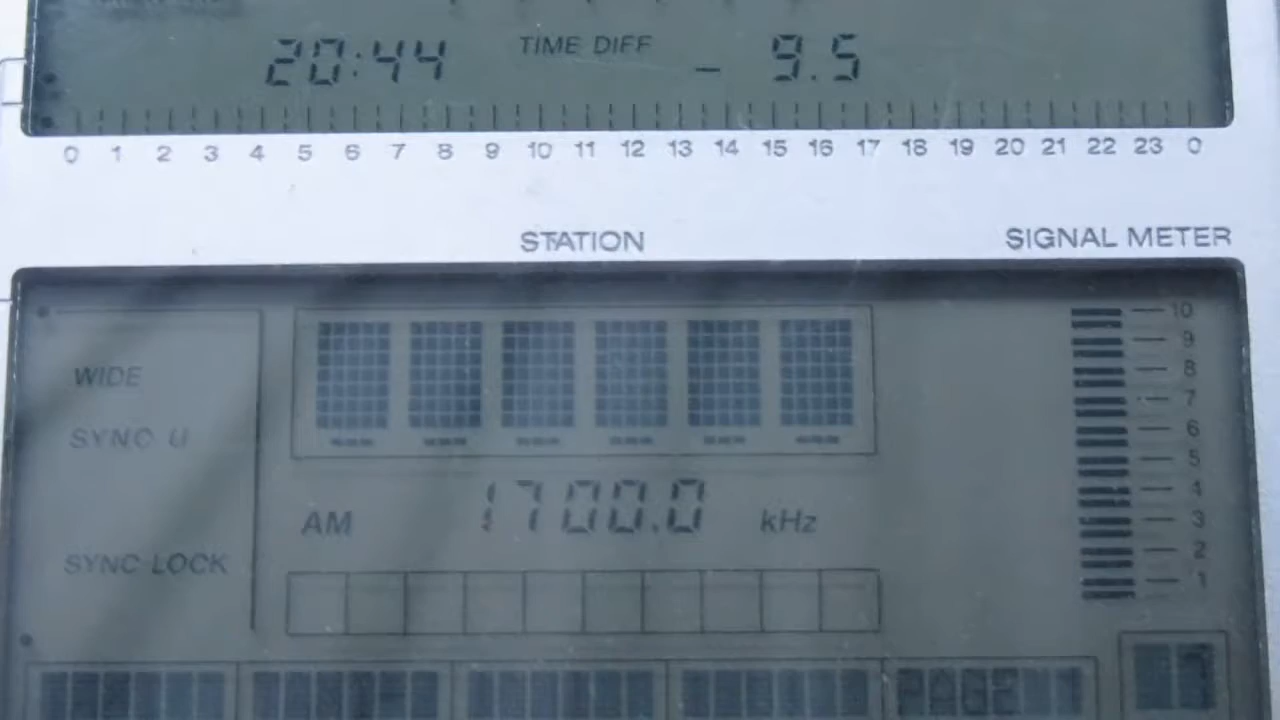 20:44 TIME DIFF - 9.5
0 1 2 3 4 5 6 7 8 9 10 11 12 13 14 15 16 17 18 19 20 21 22 23 0
STATION
SIGNAL METER
10
9
8
7
6
5
4
3
2
1
WIDE
SYNC U
AM 1700.0 kHz
SYNC LOCK
PAGE